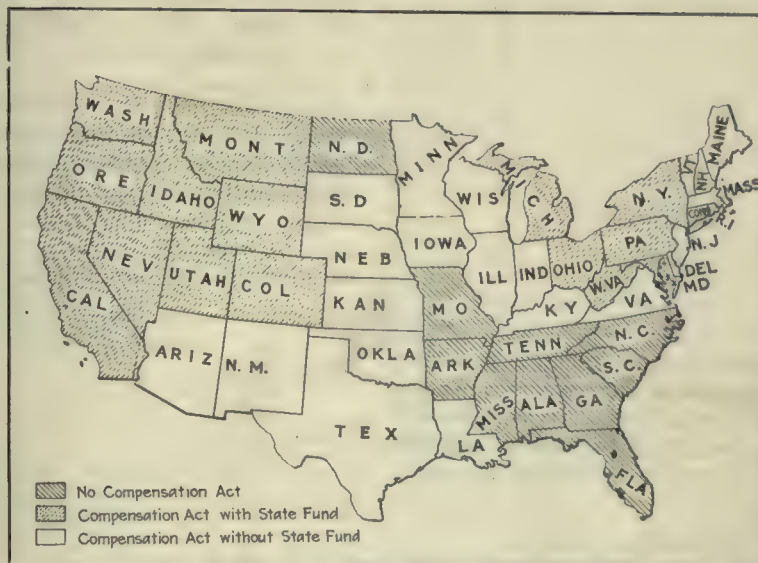 WASH
MONT
N. D.
MINN
ORE
IDAHO
WYO
S. D
WIS
MICH
N. Y.
VT
NH
MAINE
MASS
CONN
NEV
UTAH
COL
NEB
IOWA
ILL
IND
OHIO
PA
N. J
CAL
KAN
MO
KY
W. VA
VA
DEL
MD
ARIZ
N. M.
OKLA
ARK
TENN
N. C.
S. C.
TEX
LA
MISS
ALA
GA
FLA
No Compensation Act
Compensation Act with State Fund
Compensation Act without State Fund